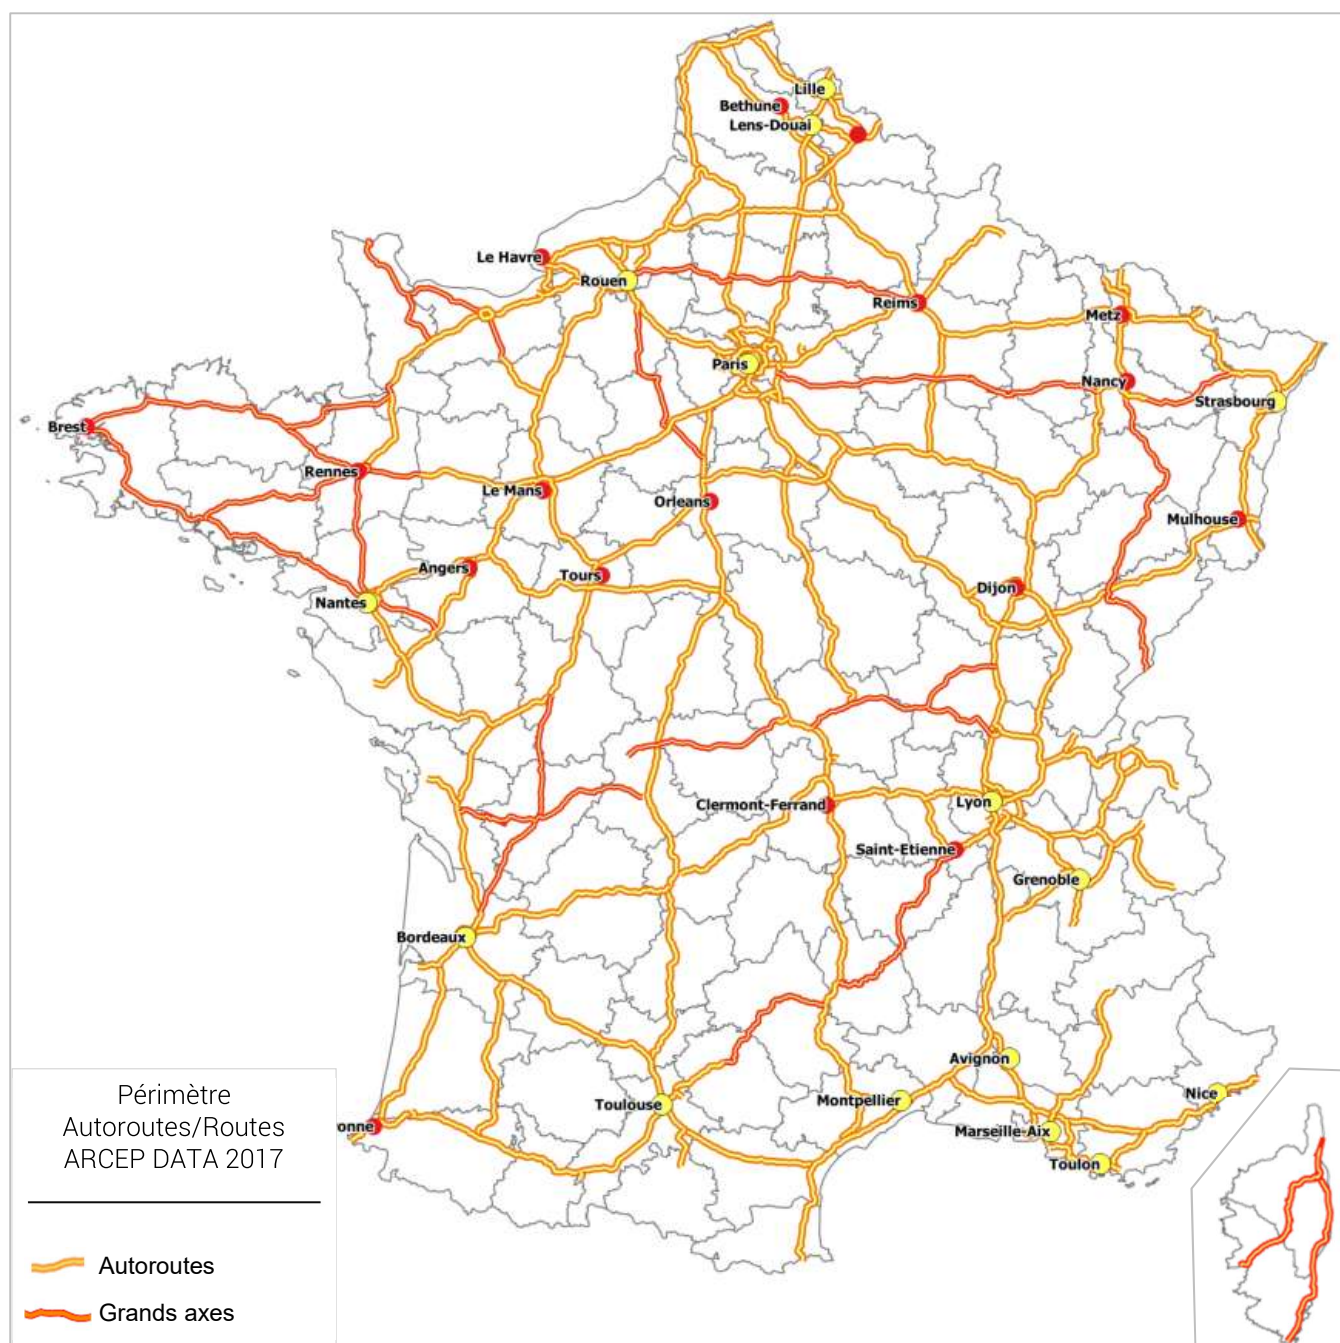 Lille
Bethune
Lens-Douai
Le Havre
Rouen
Reims
Metz
Paris
Nancy
Strasbourg
Brest
Rennes
Le Mans
Orleans
Mulhouse
Angers
Tours
Dijon
Nantes
Clermont-Ferrand
Lyon
Saint-Etienne
Grenoble
Bordeaux
Avignon
Nice
Toulouse
Montpellier
onne
Marseille-Aix
Toulon
Périmètre
Autoroutes/Routes
ARCEP DATA 2017
Autoroutes
Grands axes